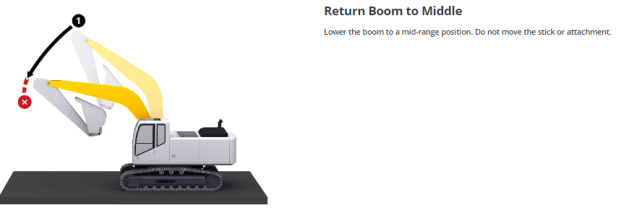 1
Return Boom to Middle
Lower the boom to a mid-range position. Do not move the stick or attachment.